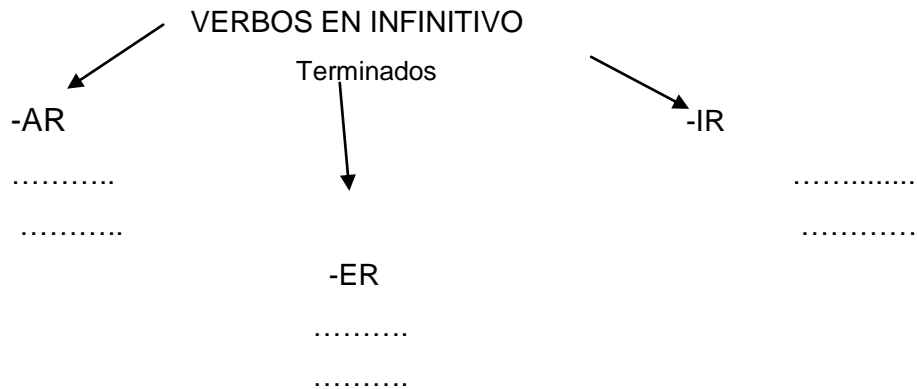 VERBOS EN INFINITIVO
Terminados
-AR -IR
……….. …….........
……….. …………
-ER
……….
……….